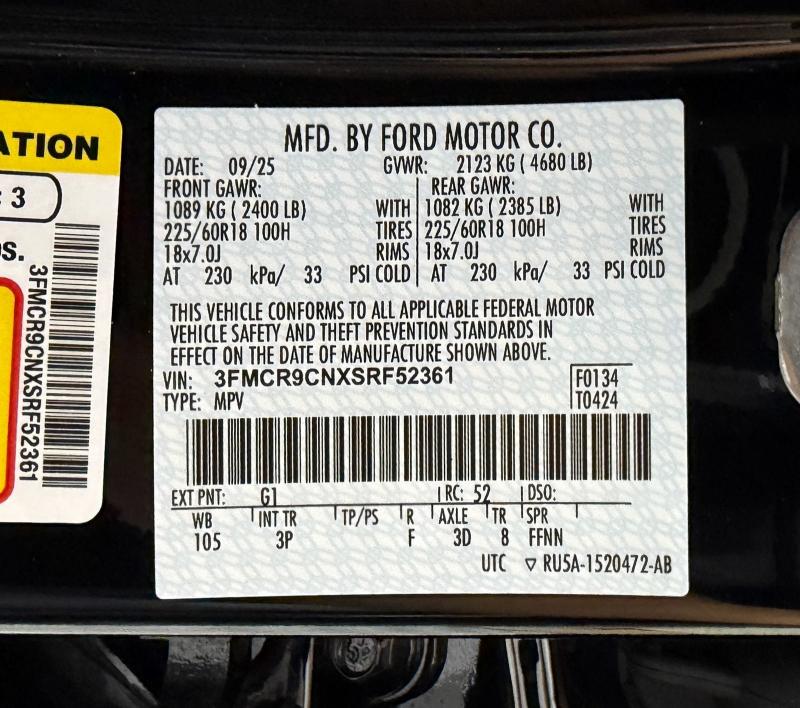 ATION
: 3
s.
3FMCR9CNXSRF52361
MFD. BY FORD MOTOR CO.
DATE: 09/25 GVWR: 2123 KG ( 4680 LB)
FRONT GAWR: REAR GAWR:
1089 KG ( 2400 LB) WITH 1082 KG ( 2385 LB) WITH
225/60R18 100H TIRES 225/60R18 100H TIRES
18x7.0J RIMS 18x7.0J RIMS
AT 230 kPa/ 33 PSI COLD AT 230 kPa/ 33 PSI COLD
THIS VEHICLE CONFORMS TO ALL APPLICABLE FEDERAL MOTOR
VEHICLE SAFETY AND THEFT PREVENTION STANDARDS IN
EFFECT ON THE DATE OF MANUFACTURE SHOWN ABOVE.
VIN: 3FMCR9CNXSRF52361 F0134
TYPE: MPV T0424
EXT PNT: G1 RC: 52 DSO:
WB INT TR TP/PS R AXLE TR SPR
105 3P F 3D 8 FFNN
UTC ▽ RU5A-1520472-AB